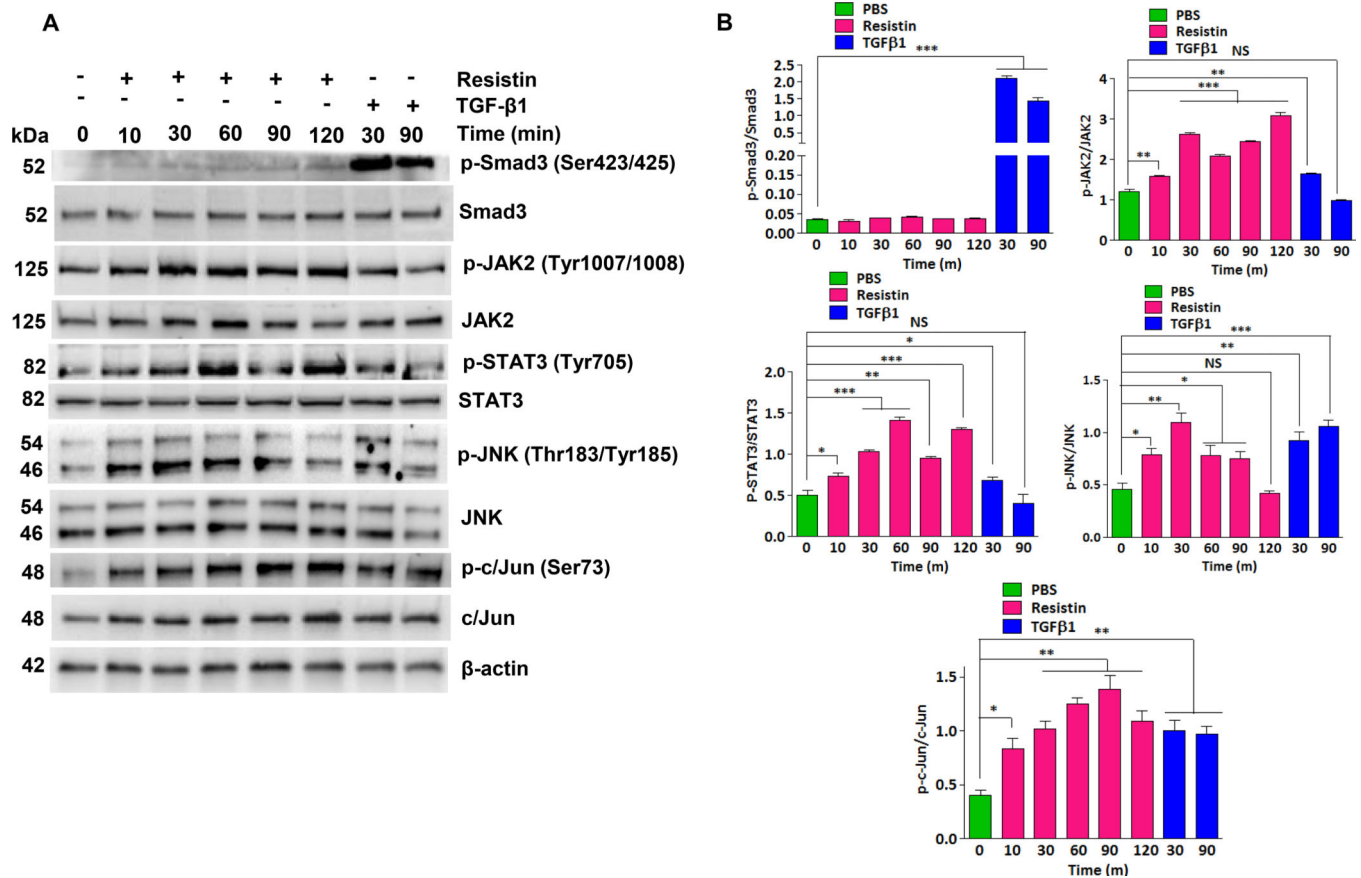 A
- + + + + + - - Resistin
- - - - - - + + TGF-β1
kDa 0 10 30 60 90 120 30 90 Time (min)
52 p-Smad3 (Ser423/425)
52 Smad3
125 p-JAK2 (Tyr1007/1008)
125 JAK2
82 p-STAT3 (Tyr705)
82 STAT3
54
46 p-JNK (Thr183/Tyr185)
54
46 JNK
48 p-c/Jun (Ser73)
48 c/Jun
42 β-actin
B
PBS
Resistin
TGFβ1
***
p-Smad3/Smad3
2.5
2.0
1.5
1.0
0.5
0.20
0.15
0.10
0.05
0.00
0 10 30 60 90 120 30 90
Time (m)
PBS
Resistin
TGFβ1
NS
**
***
**
p-JAK2/JAK2
4
3
2
1
0
0 10 30 60 90 120 30 90
Time (m)
PBS
Resistin
TGFβ1
NS
*
***
**
***
*
P-STAT3/STAT3
2.0
1.5
1.0
0.5
0.0
0 10 30 60 90 120 30 90
Time (m)
PBS
Resistin
TGFβ1
***
**
NS
*
**
*
p-JNK/JNK
1.5
1.0
0.5
0.0
0 10 30 60 90 120 30 90
Time (m)
PBS
Resistin
TGFβ1
**
**
*
p-c-Jun/c-Jun
1.5
1.0
0.5
0.0
0 10 30 60 90 120 30 90
Time (m)